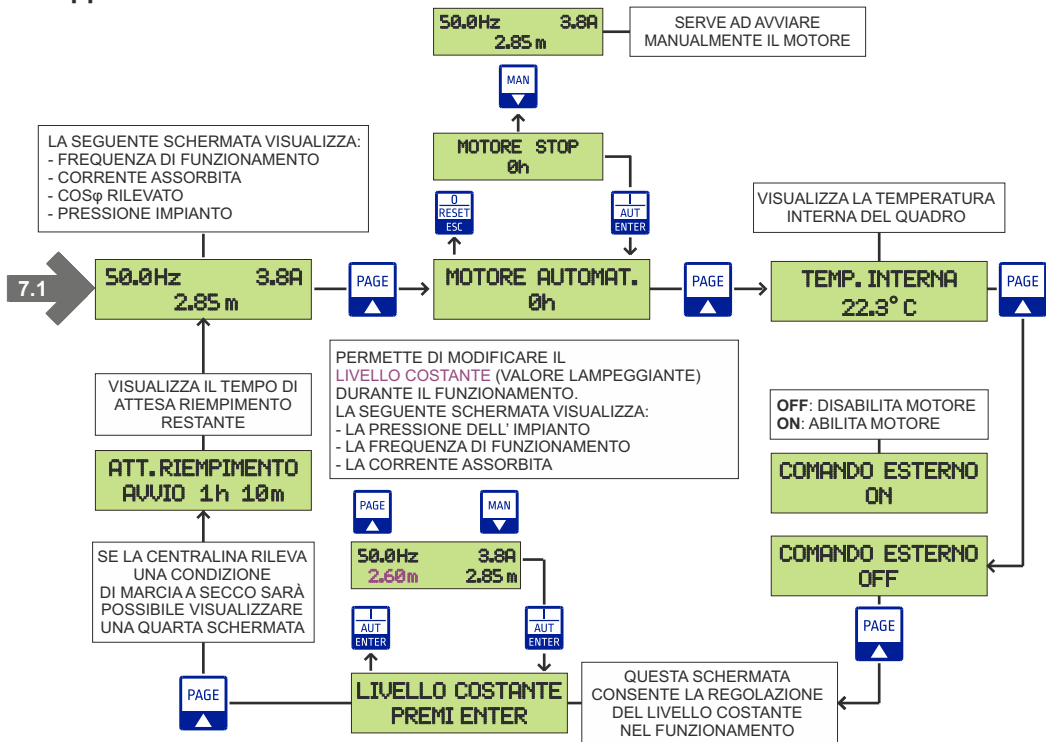 50.0Hz 3.8A
2.85 m
SERVE AD AVVIARE
MANUALMENTE IL MOTORE
MAN
LA SEGUENTE SCHERMATA VISUALIZZA:
- FREQUENZA DI FUNZIONAMENTO
- CORRENTE ASSORBITA
- COSφ RILEVATO
- PRESSIONE IMPIANTO
MOTORE STOP
0h
0
RESET
ESC
I
AUT
ENTER
VISUALIZZA LA TEMPERATURA
INTERNA DEL QUADRO
7.1
50.0Hz 3.8A
2.85 m
PAGE
MOTORE AUTOMAT.
0h
PAGE
TEMP. INTERNA
22.3° C
PAGE
VISUALIZZA IL TEMPO DI
ATTESA RIEMPIMENTO
RESTANTE
PERMETTE DI MODIFICARE IL
LIVELLO COSTANTE (VALORE LAMPEGGIANTE)
DURANTE IL FUNZIONAMENTO.
LA SEGUENTE SCHERMATA VISUALIZZA:
- LA PRESSIONE DELL' IMPIANTO
- LA FREQUENZA DI FUNZIONAMENTO
- LA CORRENTE ASSORBITA
OFF: DISABILITA MOTORE
ON: ABILITA MOTORE
ATT. RIEMPIMENTO
AVVIO 1h 10m
COMANDO ESTERNO
ON
PAGE
MAN
SE LA CENTRALINA RILEVA
UNA CONDIZIONE
DI MARCIA A SECCO SARÀ
POSSIBILE VISUALIZZARE
UNA QUARTA SCHERMATA
50.0Hz 3.8A
2.60 m 2.85 m
COMANDO ESTERNO
OFF
I
AUT
ENTER
I
AUT
ENTER
PAGE
PAGE
LIVELLO COSTANTE
PREMI ENTER
QUESTA SCHERMATA
CONSENTE LA REGOLAZIONE
DEL LIVELLO COSTANTE
NEL FUNZIONAMENTO